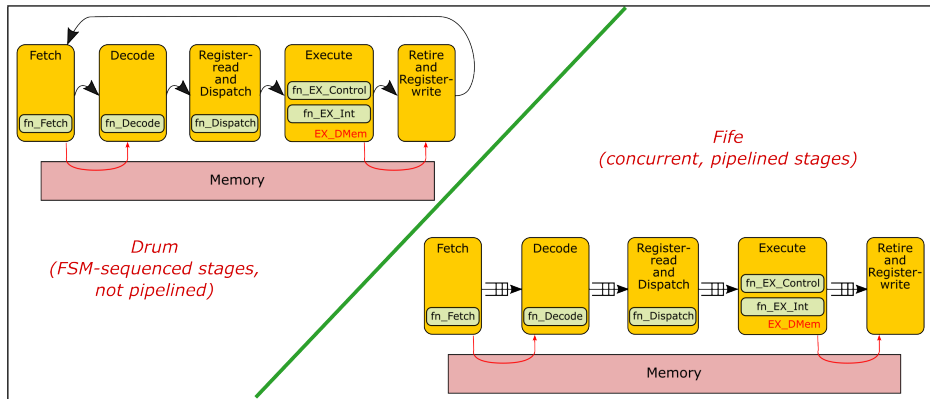 Fetch
Decode
Register-
read and
Dispatch
Execute
Retire
and
Register-
write
fn_EX_Control
fn_EX_Int
fn_Fetch
fn_Decode
fn_Dispatch
EX_DMem
Memory
Drum
(FSM-sequenced stages,
not pipelined)
Fife
(concurrent, pipelined stages)
Fetch
Decode
Register-
read and
Dispatch
Execute
Retire
and
Register-
write
fn_EX_Control
fn_EX_Int
fn_Fetch
fn_Decode
fn_Dispatch
EX_DMem
Memory